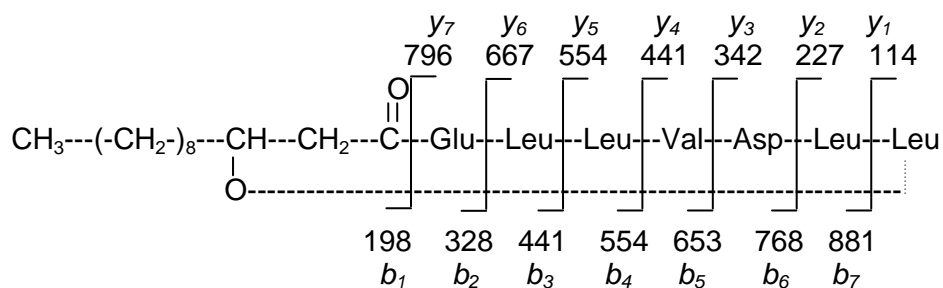 y₇ y₆ y₅ y₄ y₃ y₂ y₁
796 667 554 441 342 227 114
O
CH₃---(-CH₂-)₈---CH---CH₂---C---Glu---Leu---Leu---Val---Asp---Leu---Leu
O
198 328 441 554 653 768 881
b₁ b₂ b₃ b₄ b₅ b₆ b₇